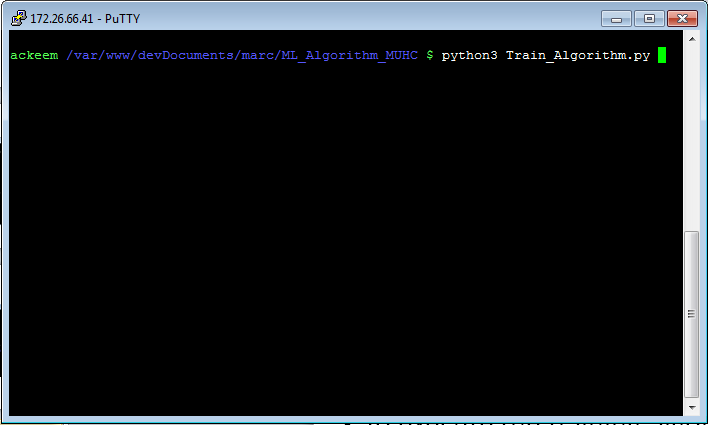 172.26.66.41 - PuTTY
ackeem /var/www/devDocuments/marc/ML_Algorithm_MUHC $ python3 Train_Algorithm.py